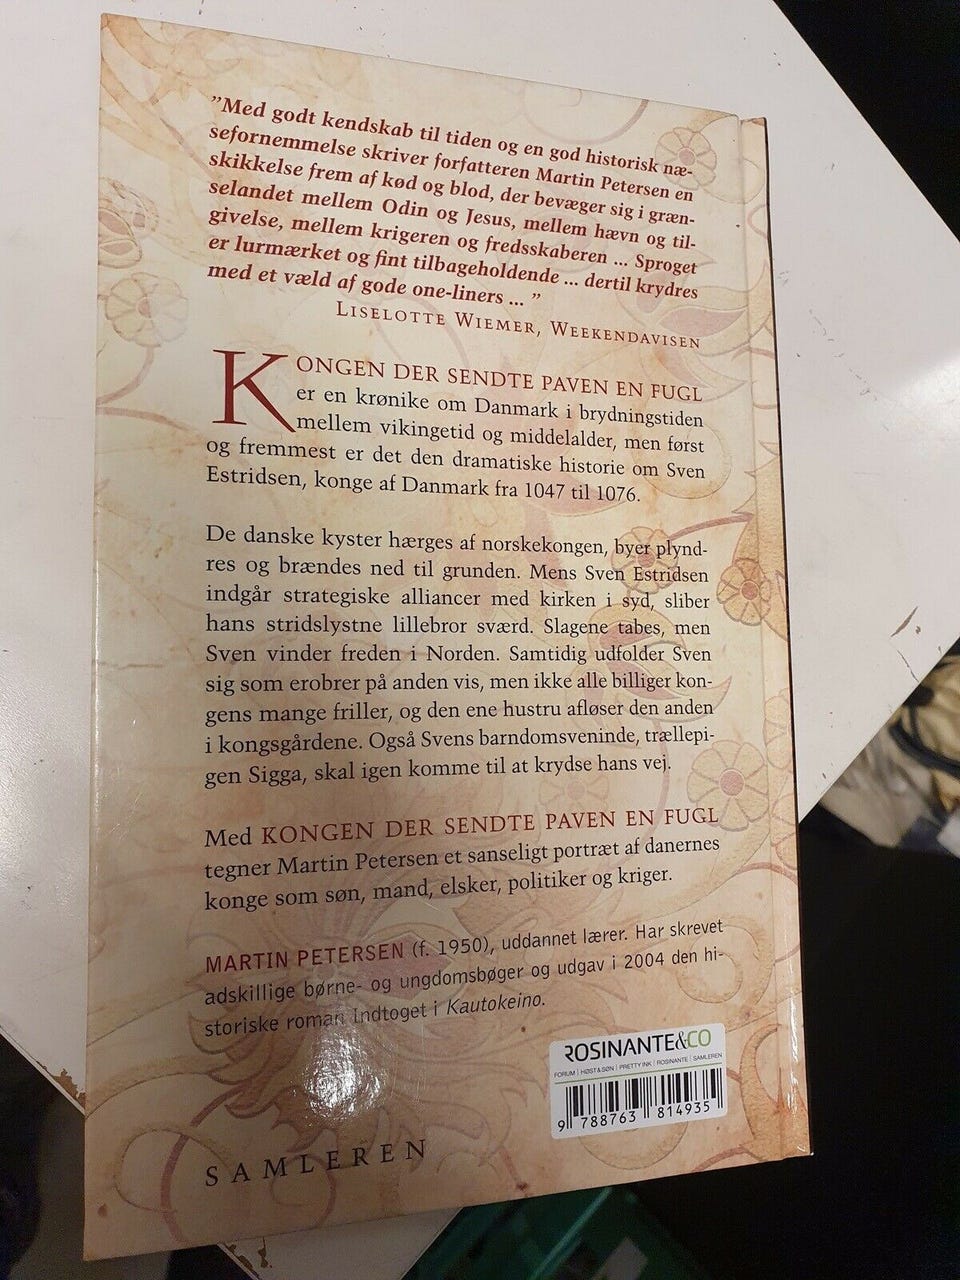 ”Med godt kendskab til tiden og en god historisk næ-
sefornemmelse skriver forfatteren Martin Petersen en
skikkelse frem af kød og blod, der bevæger sig i græn-
selandet mellem Odin og Jesus, mellem hævn og til-
givelse, mellem krigeren og fredsskaberen ... Sproget
er lurmærket og fint tilbageholdende ... dertil krydres
med et væld af gode one-liners ... ”
LISELOTTE WIEMER, WEEKENDAVISEN
KONGEN DER SENDTE PAVEN EN FUGL
er en krønike om Danmark i brydningstiden
mellem vikingetid og middelalder, men først
og fremmest er det den dramatiske historie om Sven
Estridsen, konge af Danmark fra 1047 til 1076.
De danske kyster hærges af norskekongen, byer plynd-
res og brændes ned til grunden. Mens Sven Estridsen
indgår strategiske alliancer med kirken i syd, sliber
hans stridslystne lillebror sværd. Slagene tabes, men
Sven vinder freden i Norden. Samtidig udfolder Sven
sig som erobrer på anden vis, men ikke alle billiger kon-
gens mange friller, og den ene hustru afløser den anden
i kongsgårdene. Også Svens barndomsveninde, trællepi-
gen Sigga, skal igen komme til at krydse hans vej.
Med KONGEN DER SENDTE PAVEN EN FUGL
tegner Martin Petersen et sanseligt portræt af danernes
konge som søn, mand, elsker, politiker og kriger.
MARTIN PETERSEN (f. 1950), uddannet lærer. Har skrevet
adskillige børne- og ungdomsbøger og udgav i 2004 den hi-
storiske roman Indtoget i Kautokeino.
ROSINANTE&CO
FORUM | HØST & SØN | PRETTY INK | ROSINANTE | SAMLEREN
9 788763 814935
SAMLEREN